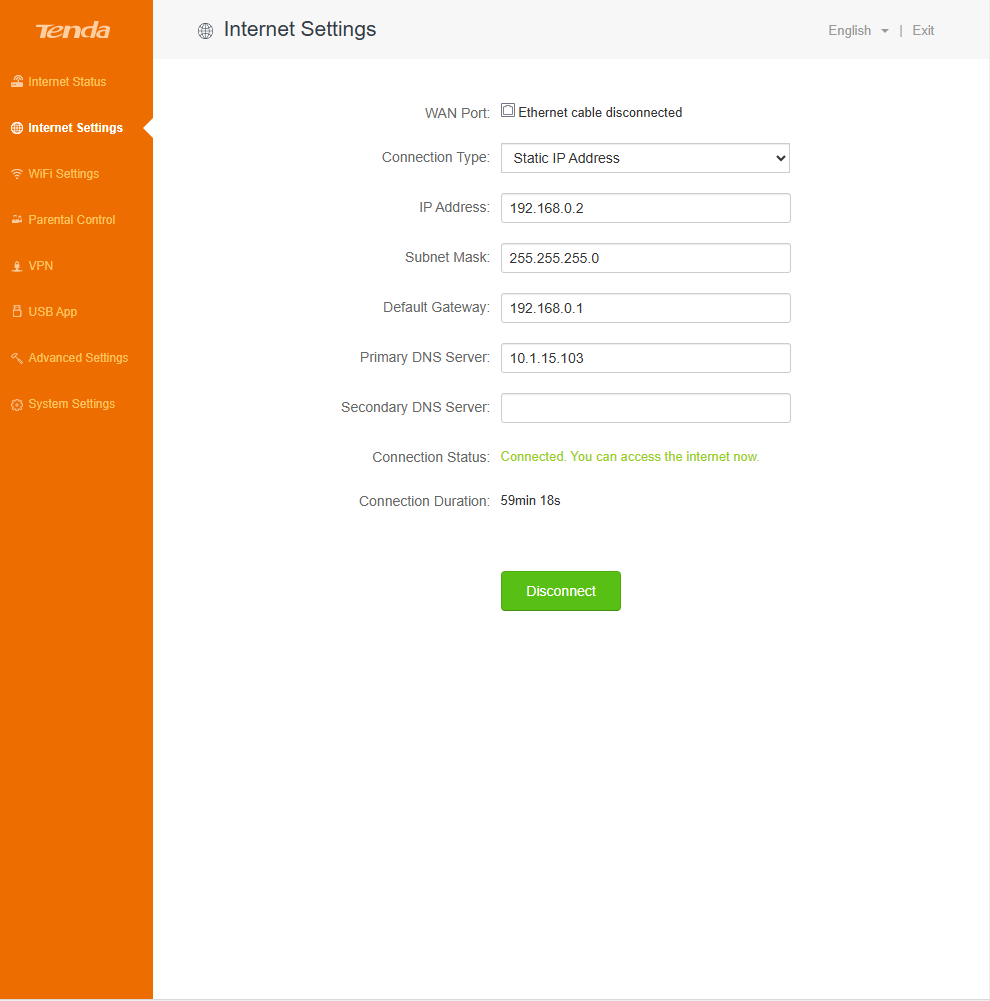 Tenda
Internet Settings
English | Exit
Internet Status
Internet Settings
WiFi Settings
Parental Control
VPN
USB App
Advanced Settings
System Settings
WAN Port: Ethernet cable disconnected
Connection Type: Static IP Address
IP Address: 192.168.0.2
Subnet Mask: 255.255.255.0
Default Gateway: 192.168.0.1
Primary DNS Server: 10.1.15.103
Secondary DNS Server:
Connection Status: Connected. You can access the internet now.
Connection Duration: 59min 18s
Disconnect